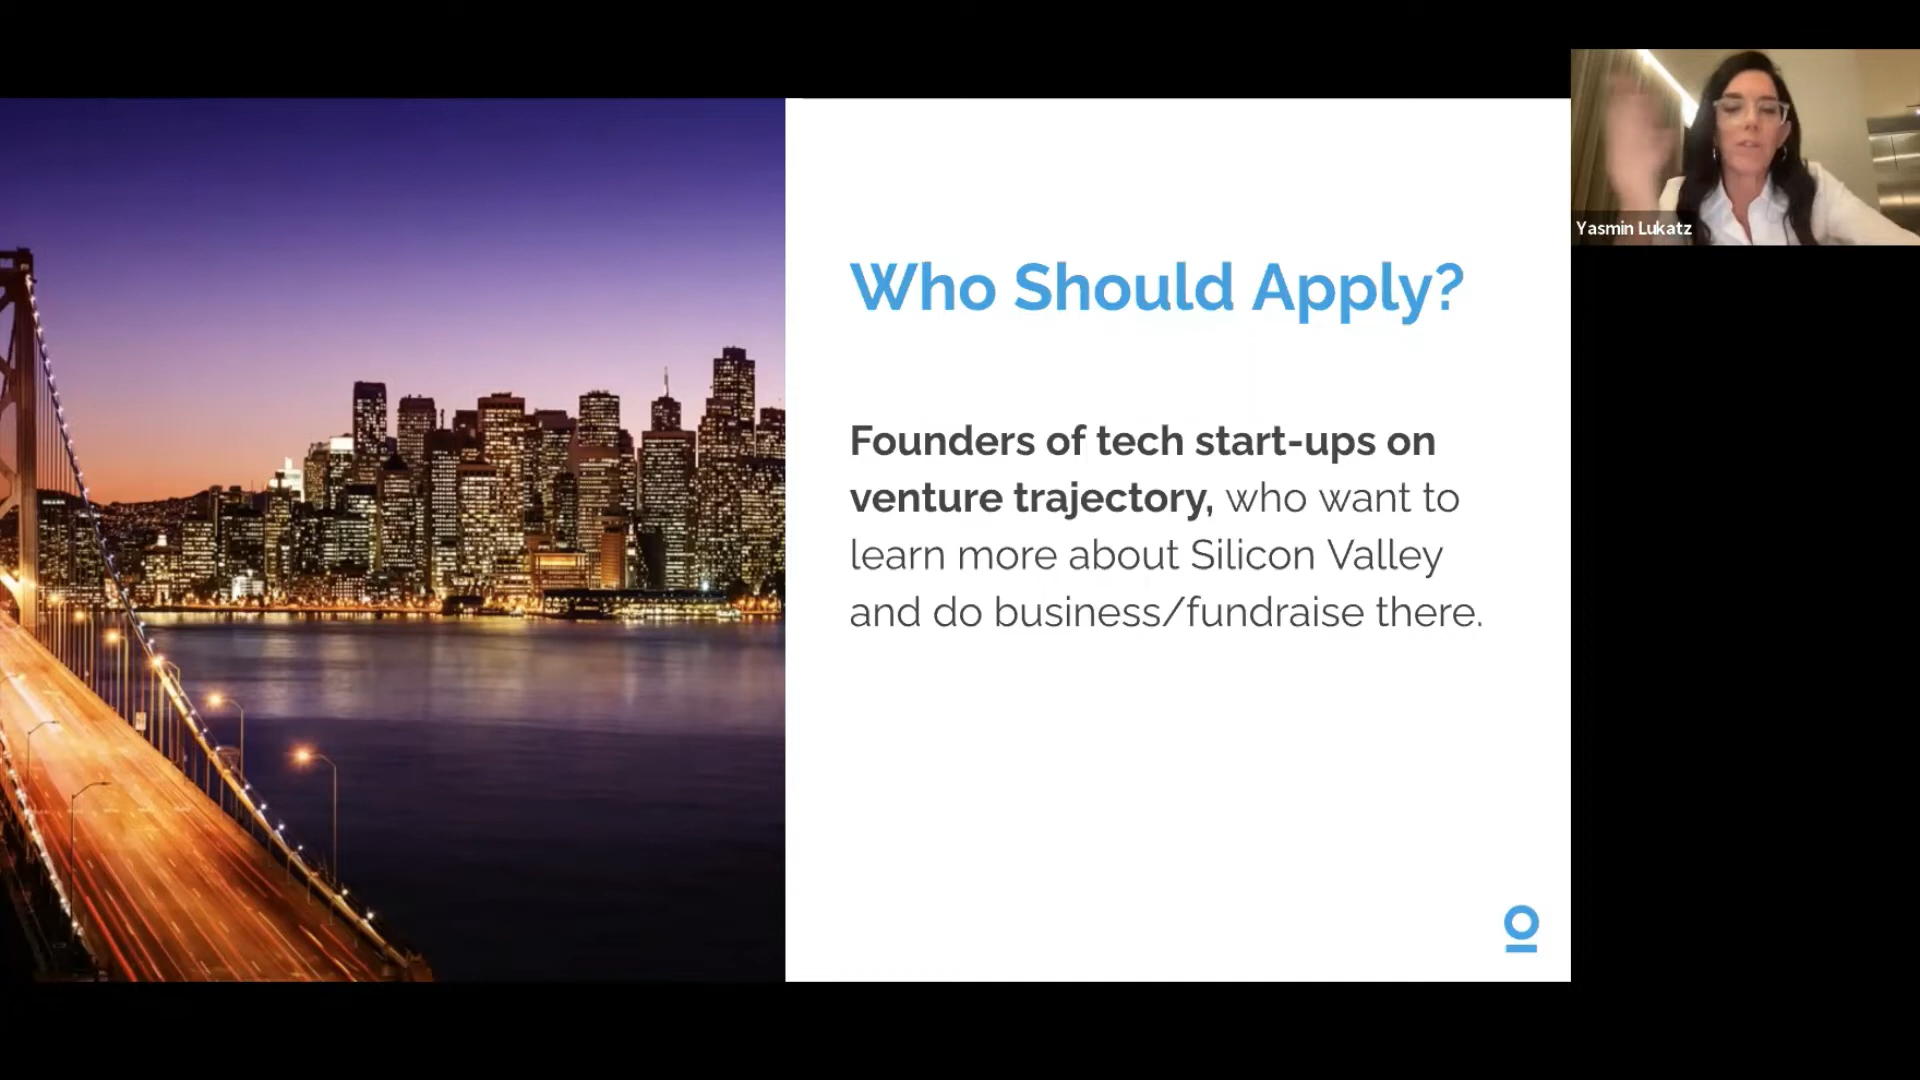 Yasmin Lukatz
Who Should Apply?
Founders of tech start-ups on
venture trajectory, who want to
learn more about Silicon Valley
and do business/fundraise there.